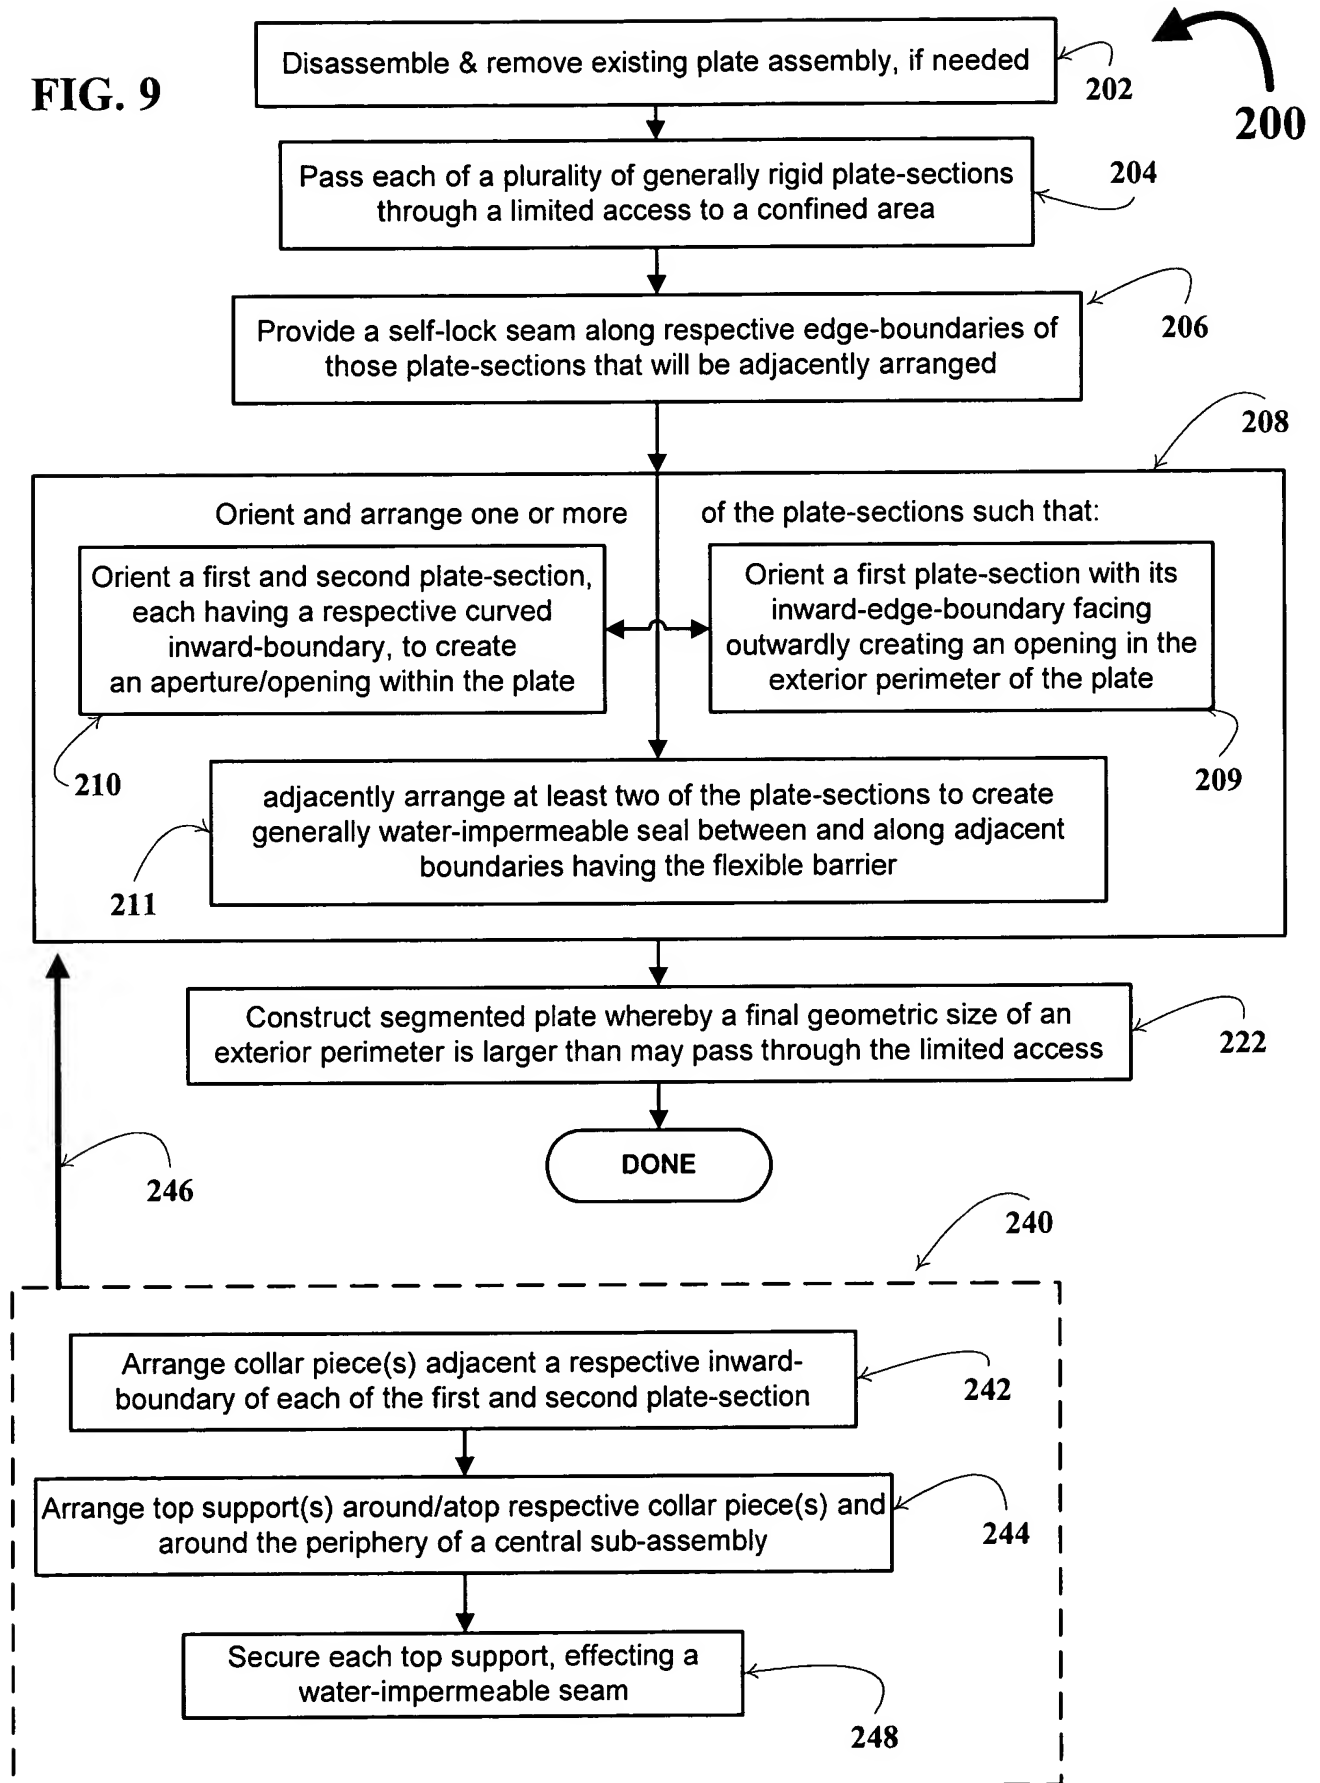 FIG. 9
200
Disassemble & remove existing plate assembly, if needed
202
Pass each of a plurality of generally rigid plate-sections
through a limited access to a confined area
204
Provide a self-lock seam along respective edge-boundaries of
those plate-sections that will be adjacently arranged
206
208
Orient and arrange one or more of the plate-sections such that:
Orient a first and second plate-section,
each having a respective curved
inward-boundary, to create
an aperture/opening within the plate
210
Orient a first plate-section with its
inward-edge-boundary facing
outwardly creating an opening in the
exterior perimeter of the plate
209
adjacently arrange at least two of the plate-sections to create
generally water-impermeable seal between and along adjacent
boundaries having the flexible barrier
211
Construct segmented plate whereby a final geometric size of an
exterior perimeter is larger than may pass through the limited access
222
DONE
246
240
Arrange collar piece(s) adjacent a respective inward-
boundary of each of the first and second plate-section
242
Arrange top support(s) around/atop respective collar piece(s) and
around the periphery of a central sub-assembly
244
Secure each top support, effecting a
water-impermeable seam
248